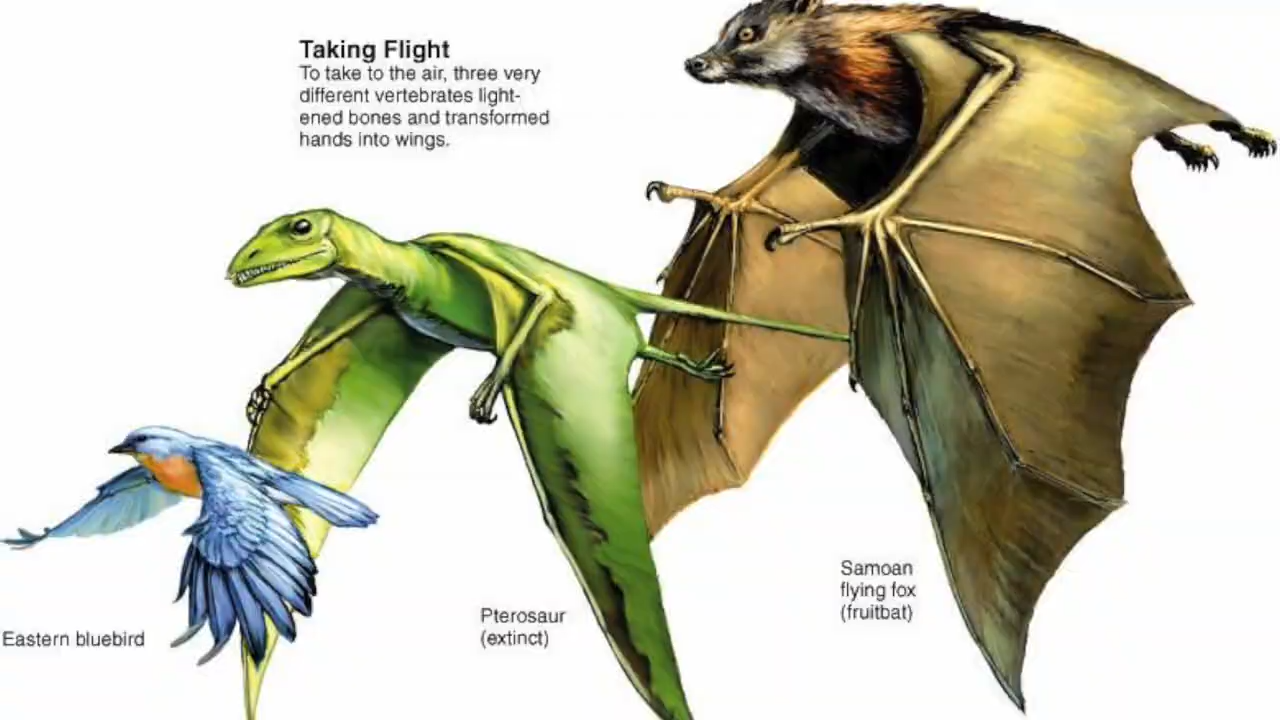 Taking Flight
To take to the air, three very
different vertebrates light-
ened bones and transformed
hands into wings.
Samoan
flying fox
(fruitbat)
Pterosaur
(extinct)
Eastern bluebird